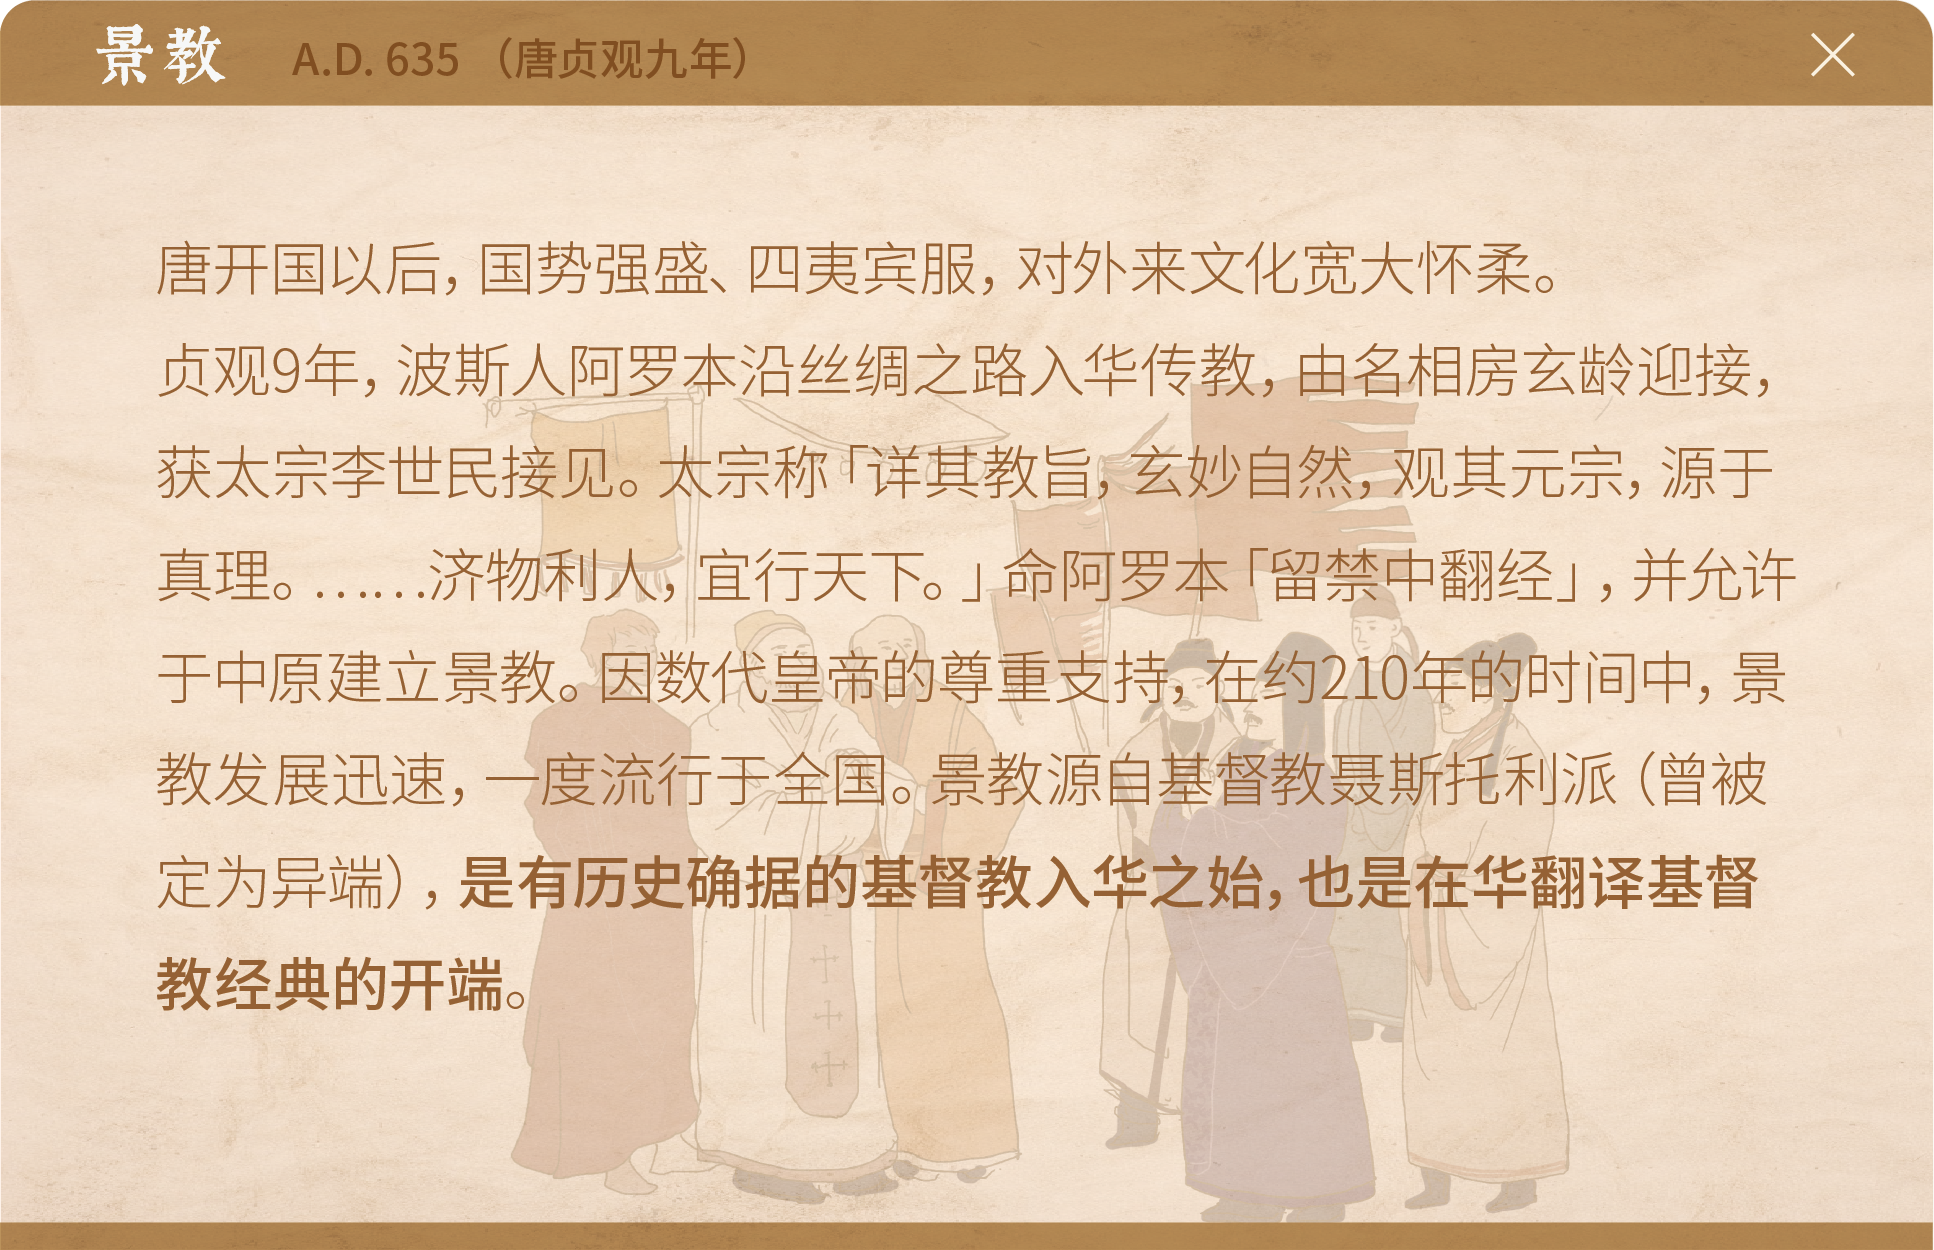 景教 A.D. 635 （唐贞观九年）
唐开国以后，国势强盛、四夷宾服，对外来文化宽大怀柔。
贞观9年，波斯人阿罗本沿丝绸之路入华传教，由名相房玄龄迎接，
获太宗李世民接见。太宗称「详其教旨，玄妙自然，观其元宗，源于
真理。……济物利人，宜行天下。」命阿罗本「留禁中翻经」，并允许
于中原建立景教。因数代皇帝的尊重支持，在约210年的时间中，景
教发展迅速，一度流行于全国。景教源自基督教聂斯托利派（曾被
定为异端），是有历史确据的基督教入华之始，也是在华翻译基督
教经典的开端。